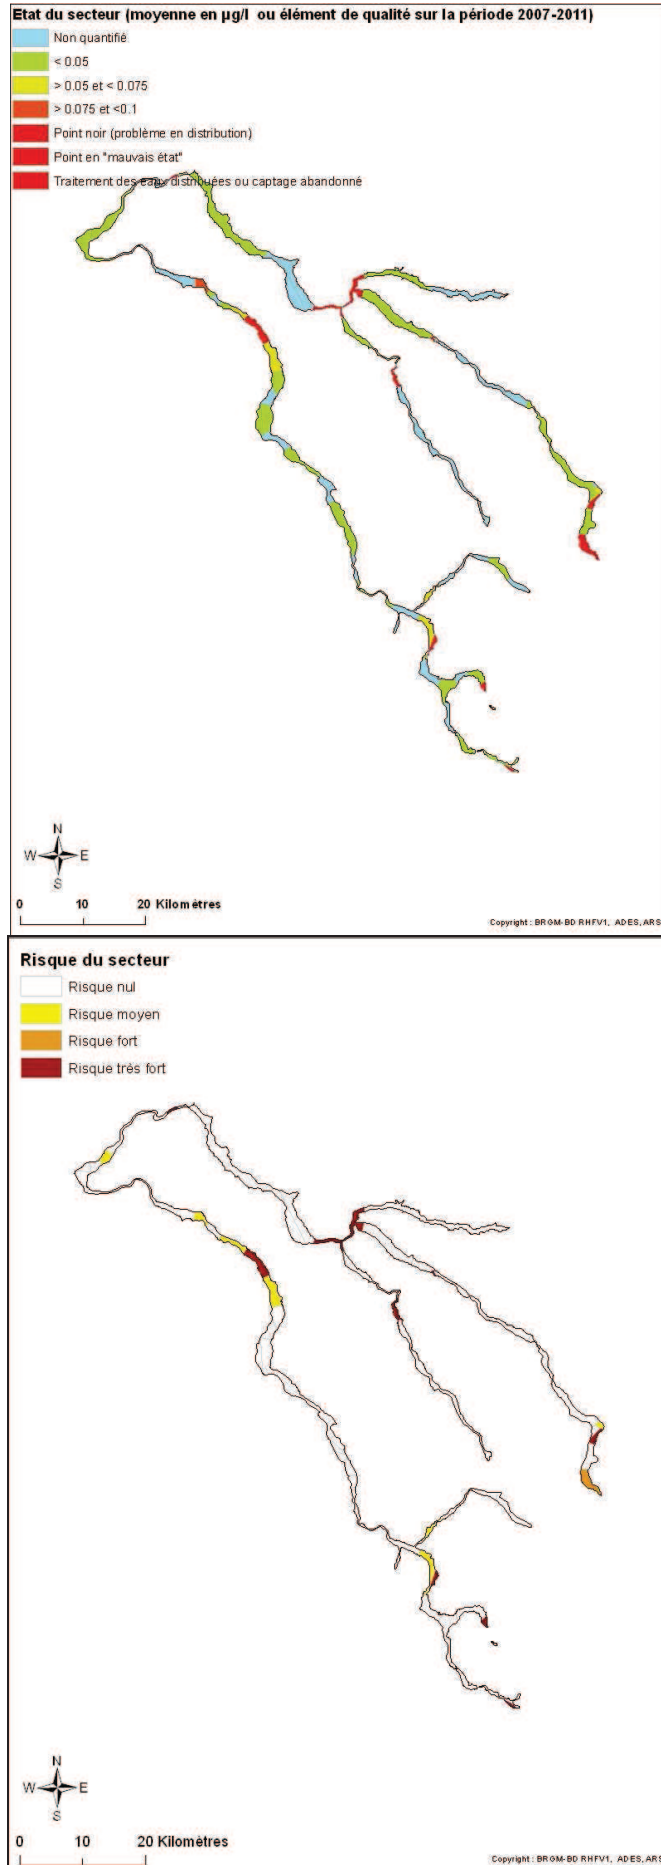 Etat du secteur (moyenne en µg/l ou élément de qualité sur la période 2007-2011)
Non quantifié
< 0.05
> 0.05 et < 0.075
> 0.075 et <0.1
Point noir (problème en distribution)
Point en "mauvais état"
Traitement des eaux distribuées ou captage abandonné
N
W E
S
0 10 20 Kilomètres
Copyright : BRGM-BD RHFV1, ADES, ARS
Risque du secteur
Risque nul
Risque moyen
Risque fort
Risque très fort
N
W E
S
0 10 20 Kilomètres
Copyright : BRGM-BD RHFV1, ADES, ARS